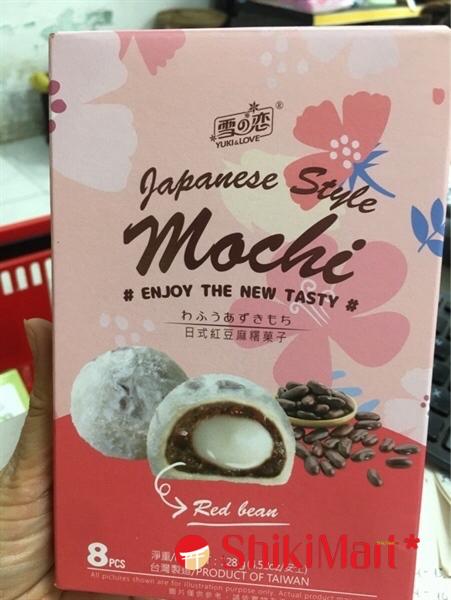 雪の恋®
YUKI&LOVE
Japanese Style
Mochi
# ENJOY THE NEW TASTY #
わふうあずきもち
日式紅豆麻糬菓子
Red bean
8PCS
淨重/
台灣製造/PRODUCT OF TAIWAN
All pictures shown are for illustration purpose only. Actual
ShikiMart*